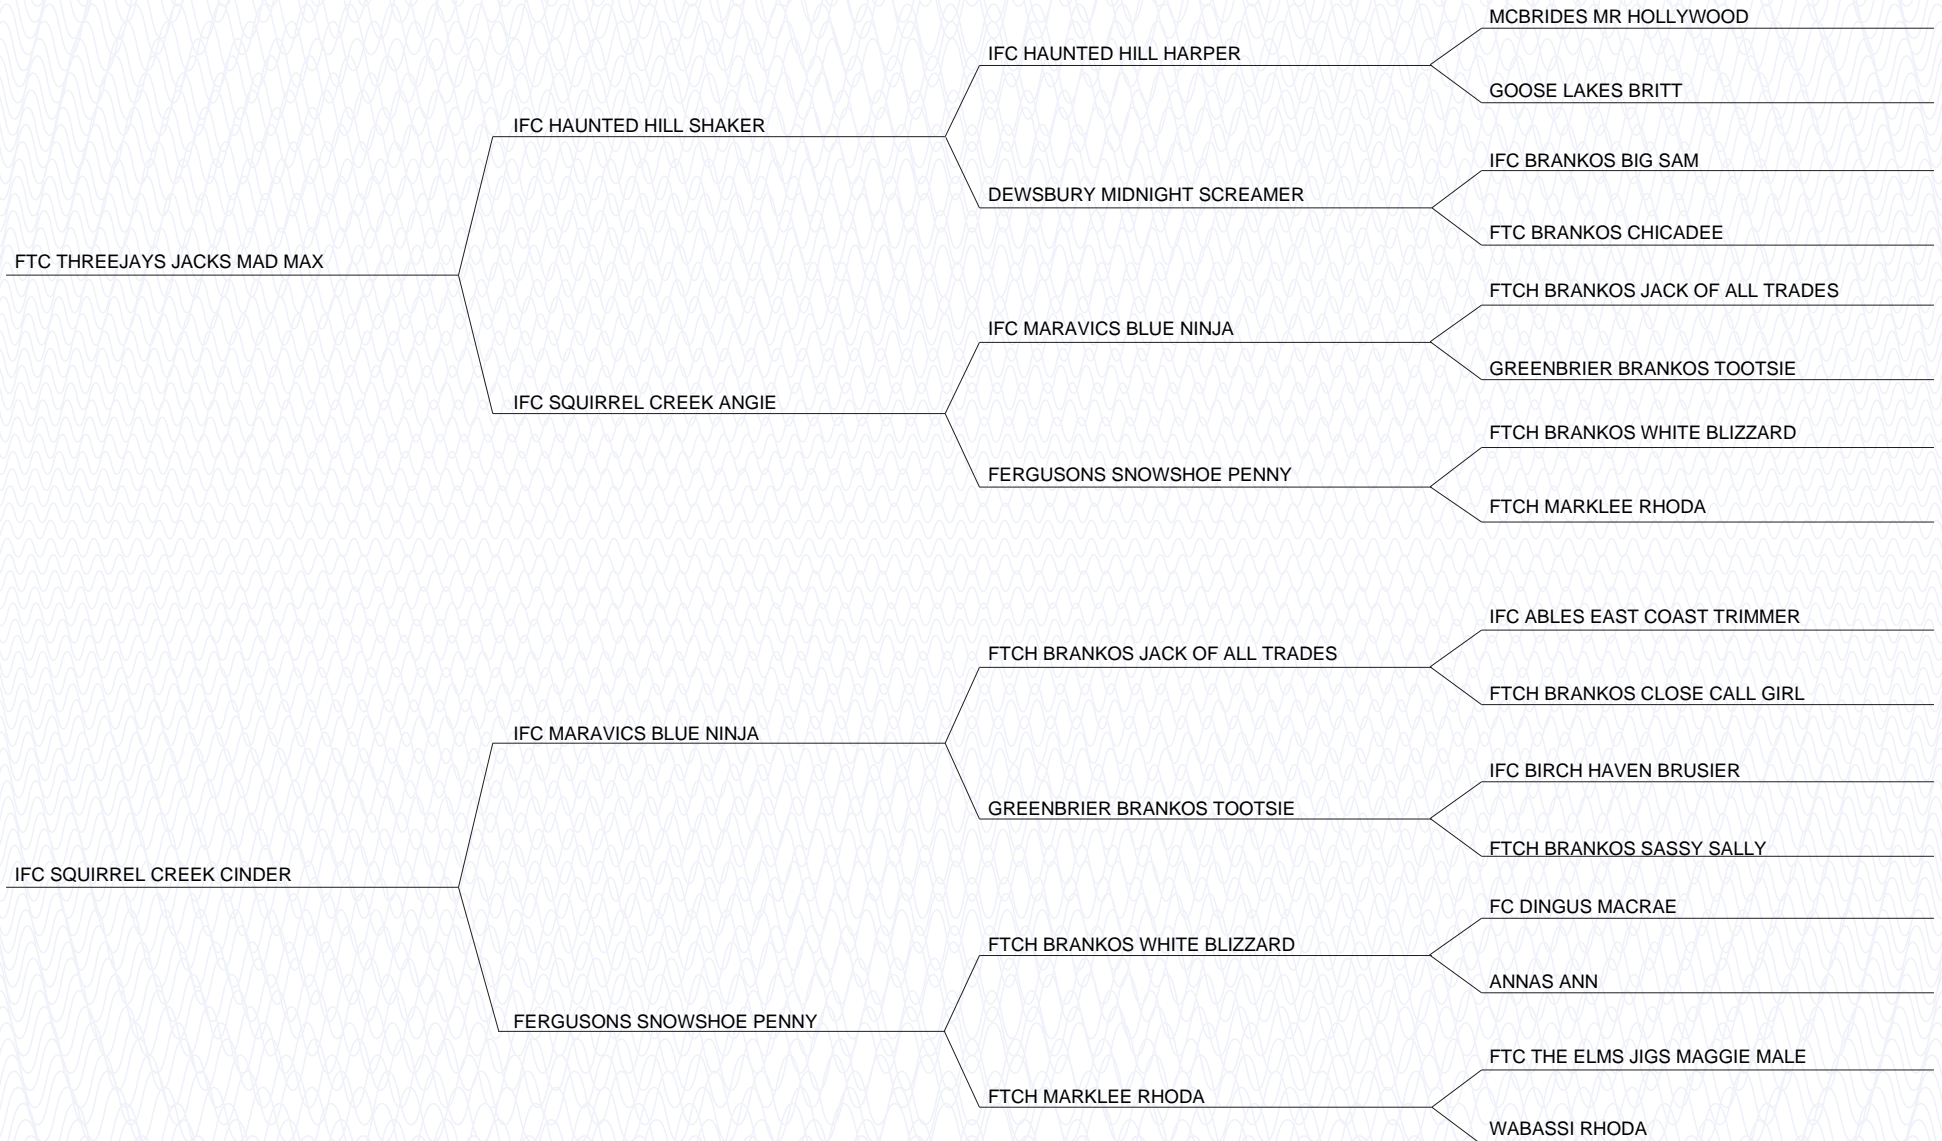 MCBRIDES MR HOLLYWOOD
IFC HAUNTED HILL HARPER
GOOSE LAKES BRITT
IFC HAUNTED HILL SHAKER
IFC BRANKOS BIG SAM
DEWSBURY MIDNIGHT SCREAMER
FTC BRANKOS CHICADEE
FTC THREEJAYS JACKS MAD MAX
FTCH BRANKOS JACK OF ALL TRADES
IFC MARAVICS BLUE NINJA
GREENBRIER BRANKOS TOOTSIE
IFC SQUIRREL CREEK ANGIE
FTCH BRANKOS WHITE BLIZZARD
FERGUSONS SNOWSHOE PENNY
FTCH MARKLEE RHODA
IFC ABLES EAST COAST TRIMMER
FTCH BRANKOS JACK OF ALL TRADES
FTCH BRANKOS CLOSE CALL GIRL
IFC MARAVICS BLUE NINJA
IFC BIRCH HAVEN BRUSIER
GREENBRIER BRANKOS TOOTSIE
FTCH BRANKOS SASSY SALLY
IFC SQUIRREL CREEK CINDER
FC DINGUS MACRAE
FTCH BRANKOS WHITE BLIZZARD
ANNAS ANN
FERGUSONS SNOWSHOE PENNY
FTC THE ELMS JIGS MAGGIE MALE
FTCH MARKLEE RHODA
WABASSI RHODA